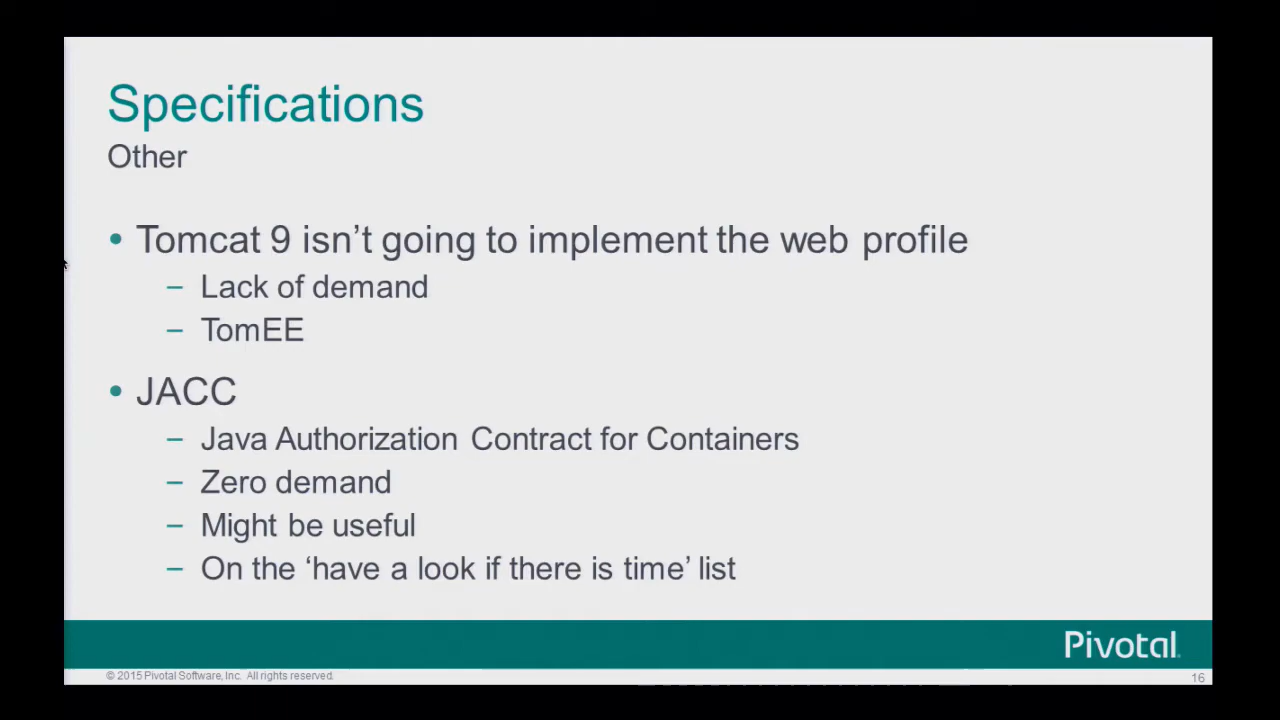 Specifications
Other
• Tomcat 9 isn’t going to implement the web profile
– Lack of demand
– TomEE
• JACC
– Java Authorization Contract for Containers
– Zero demand
– Might be useful
– On the ‘have a look if there is time’ list
Pivotal.
© 2015 Pivotal Software, Inc. All rights reserved.
16